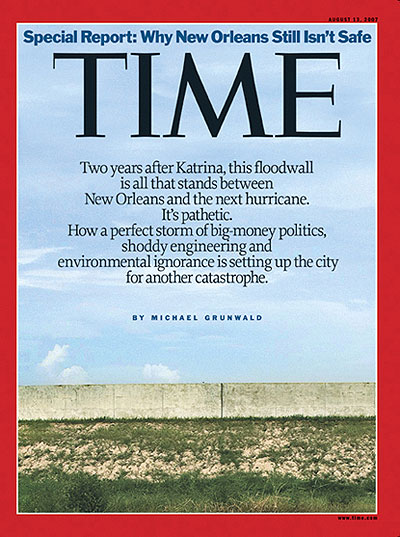 AUGUST 13, 2007
Special Report: Why New Orleans Still Isn't Safe
TIME
Two years after Katrina, this floodwall
is all that stands between
New Orleans and the next hurricane.
It's pathetic.
How a perfect storm of big-money politics,
shoddy engineering and
environmental ignorance is setting up the city
for another catastrophe.
BY MICHAEL GRUNWALD
www.time.com